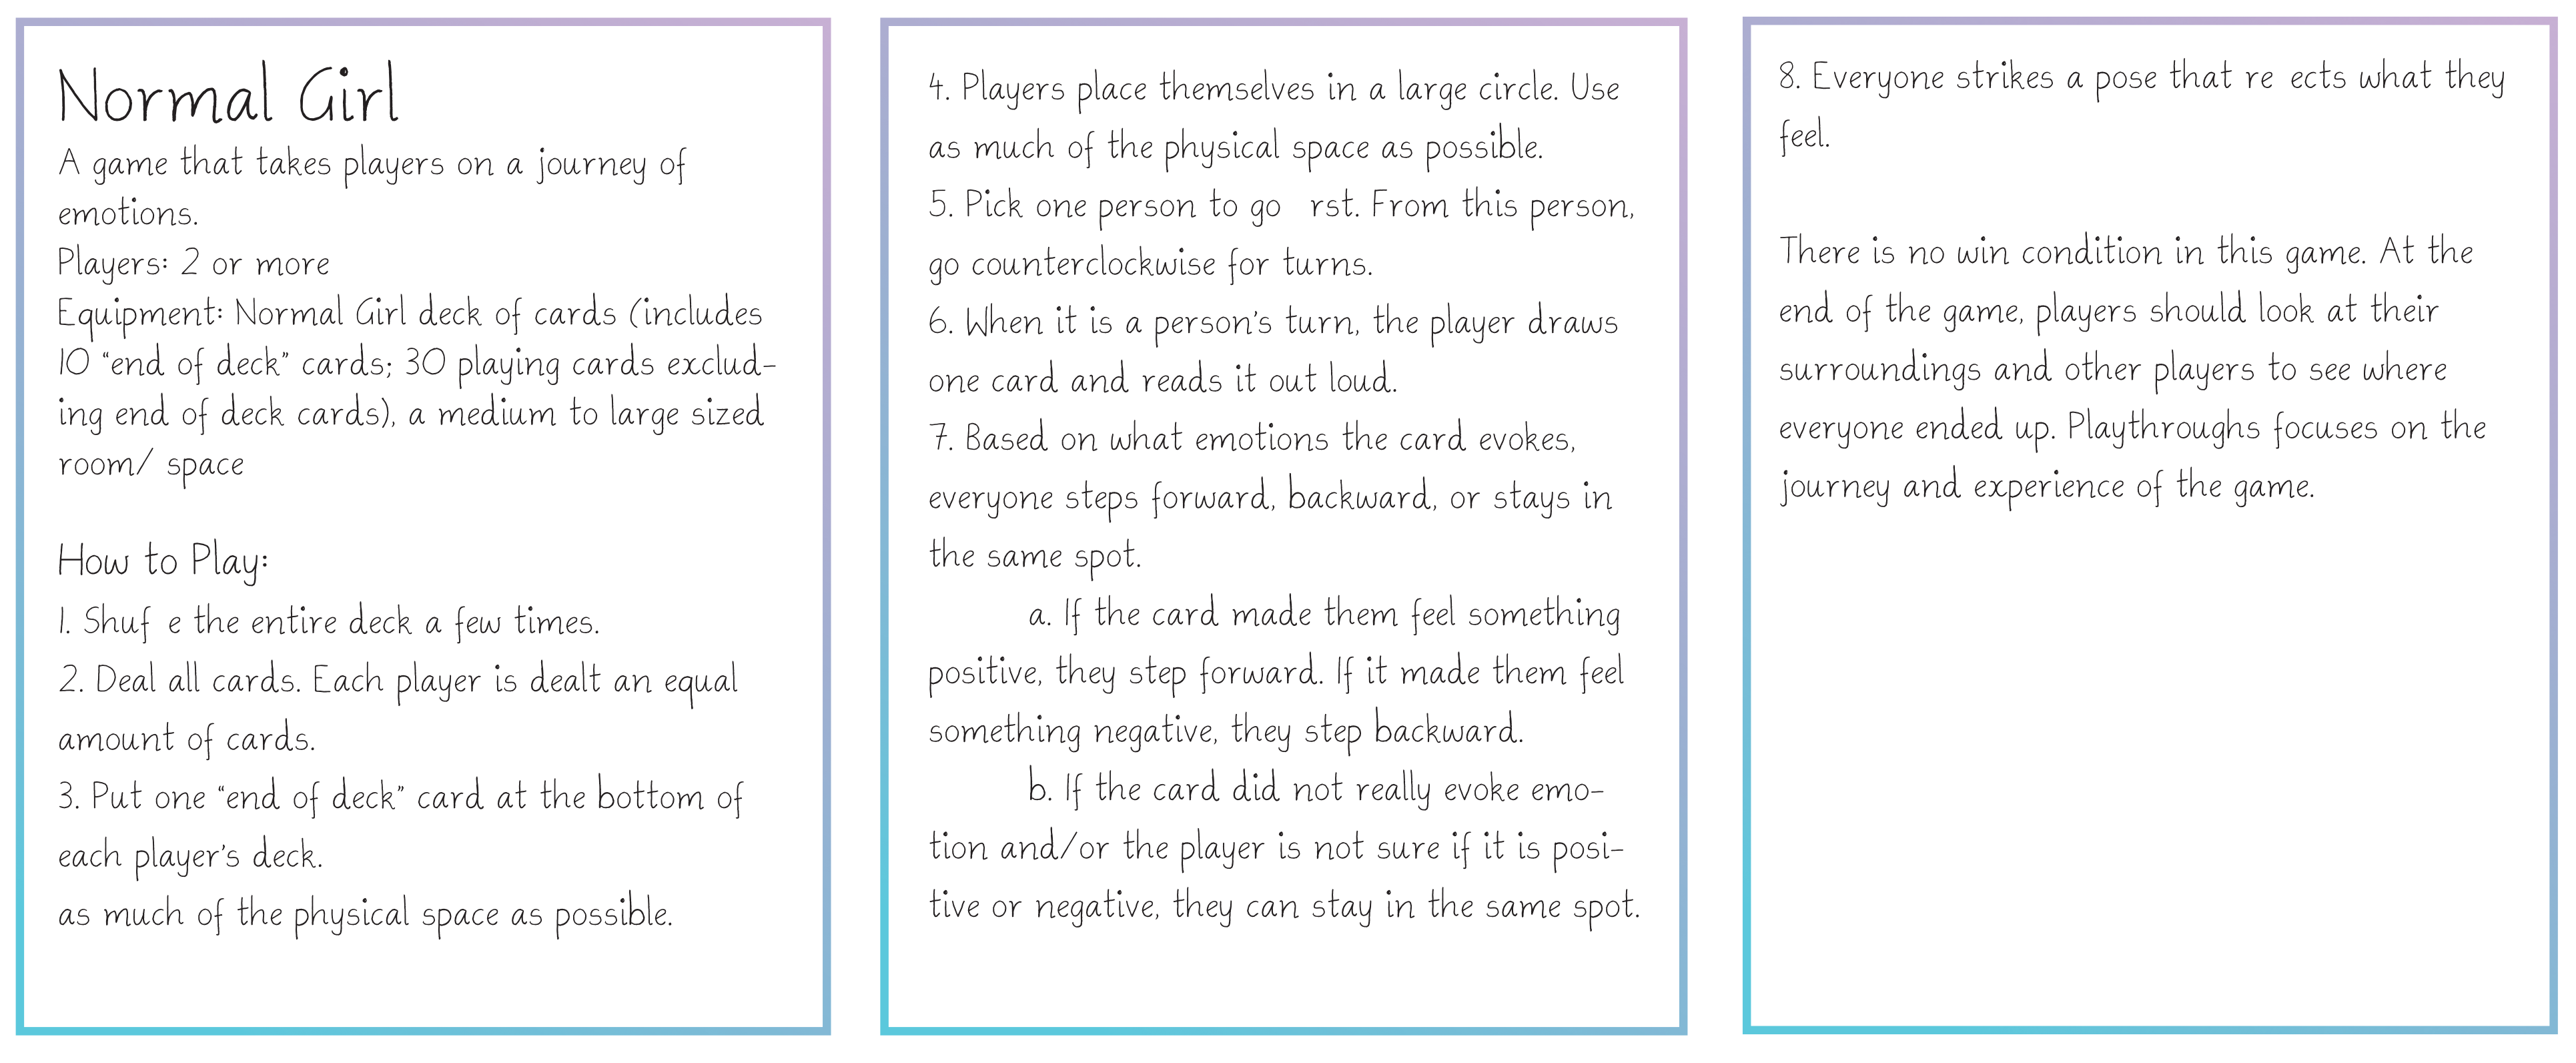 Normal Girl
A game that takes players on a journey of
emotions.
Players: 2 or more
Equipment: Normal Girl deck of cards (includes
10 “end of deck” cards; 30 playing cards exclud-
ing end of deck cards), a medium to large sized
room/ space
How to Play:
1. Shuf e the entire deck a few times.
2. Deal all cards. Each player is dealt an equal
amount of cards.
3. Put one “end of deck” card at the bottom of
each player’s deck.
as much of the physical space as possible.
4. Players place themselves in a large circle. Use
as much of the physical space as possible.
5. Pick one person to go rst. From this person,
go counterclockwise for turns.
6. When it is a person’s turn, the player draws
one card and reads it out loud.
7. Based on what emotions the card evokes,
everyone steps forward, backward, or stays in
the same spot.
a. If the card made them feel something
positive, they step forward. If it made them feel
something negative, they step backward.
b. If the card did not really evoke emo-
tion and/or the player is not sure if it is posi-
tive or negative, they can stay in the same spot.
8. Everyone strikes a pose that re ects what they
feel.
There is no win condition in this game. At the
end of the game, players should look at their
surroundings and other players to see where
everyone ended up. Playthroughs focuses on the
journey and experience of the game.